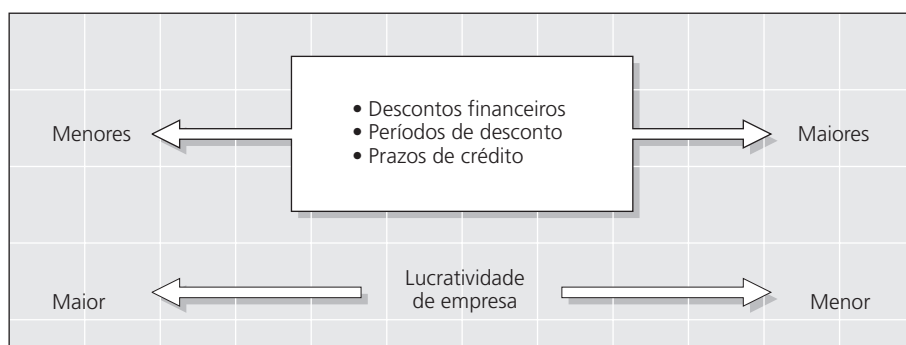 • Descontos financeiros
• Períodos de desconto
• Prazos de crédito
Menores
Maiores
Lucratividade
de empresa
Maior
Menor